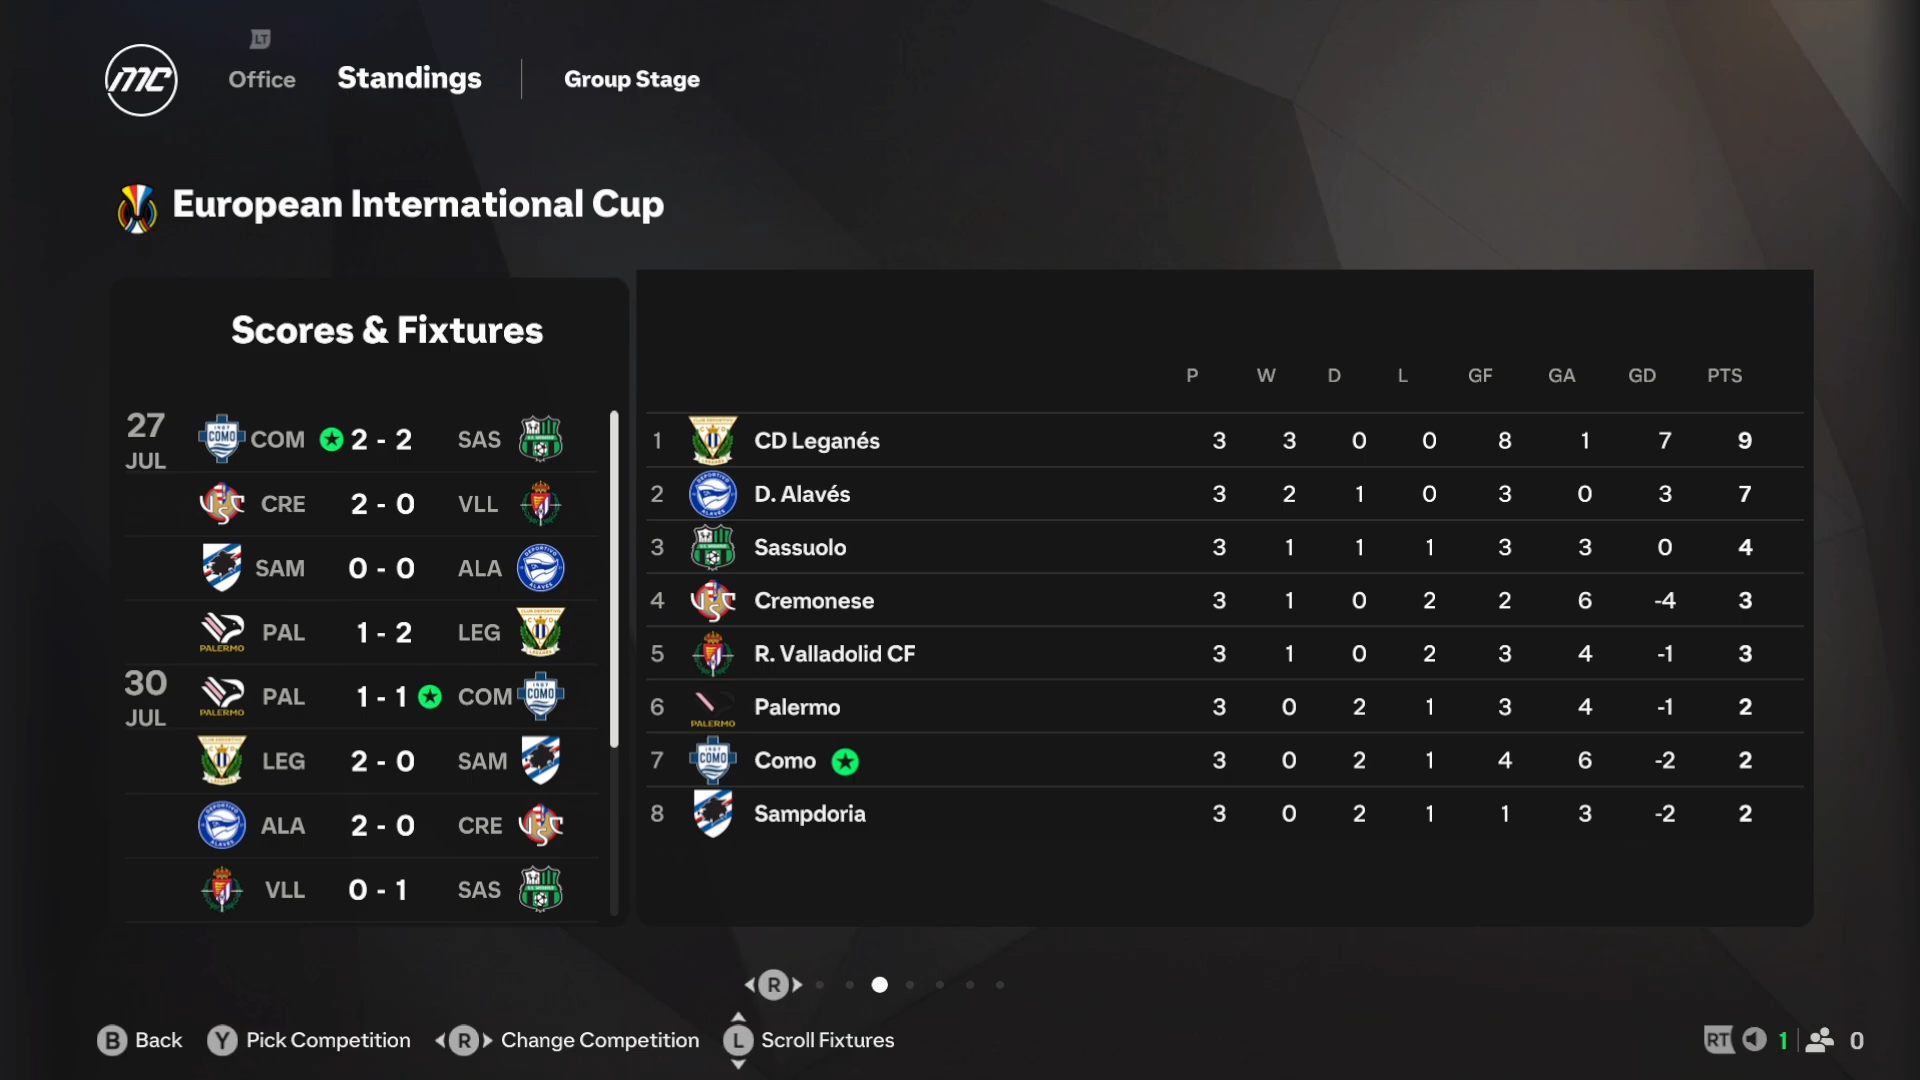 LT
MC Office Standings Group Stage
European International Cup
Scores & Fixtures
27 JUL COM 2 - 2 SAS
CRE 2 - 0 VLL
SAM 0 - 0 ALA
PAL 1 - 2 LEG
30 JUL PAL 1 - 1 COM
LEG 2 - 0 SAM
ALA 2 - 0 CRE
VLL 0 - 1 SAS
P W D L GF GA GD PTS
1 CD Leganés 3 3 0 0 8 1 7 9
2 D. Alavés 3 2 1 0 3 0 3 7
3 Sassuolo 3 1 1 1 3 3 0 4
4 Cremonese 3 1 0 2 2 6 -4 3
5 R. Valladolid CF 3 1 0 2 3 4 -1 3
6 Palermo 3 0 2 1 3 4 -1 2
7 Como 3 0 2 1 4 6 -2 2
8 Sampdoria 3 0 2 1 1 3 -2 2
R
B Back Y Pick Competition R Change Competition L Scroll Fixtures
RT 1 0